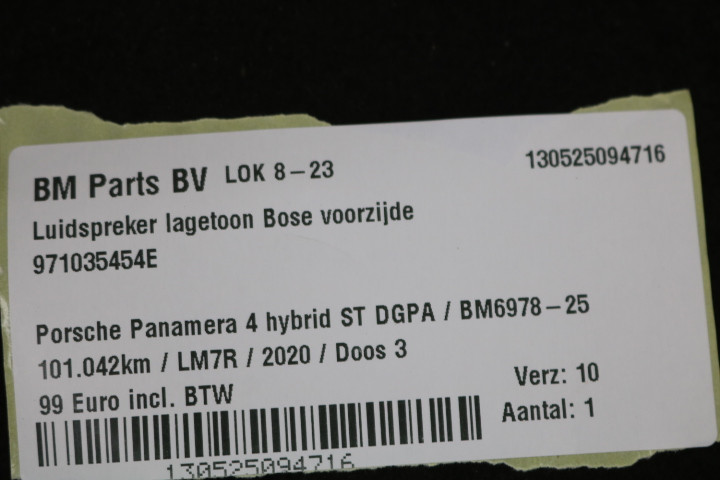 BM Parts BV LOK 8-23 130525094716
Luidspreker lagetoon Bose voorzijde
971035454E
Porsche Panamera 4 hybrid ST DGPA / BM6978-25
101.042km / LM7R / 2020 / Doos 3
99 Euro incl. BTW Verz: 10
Aantal: 1
130525094716